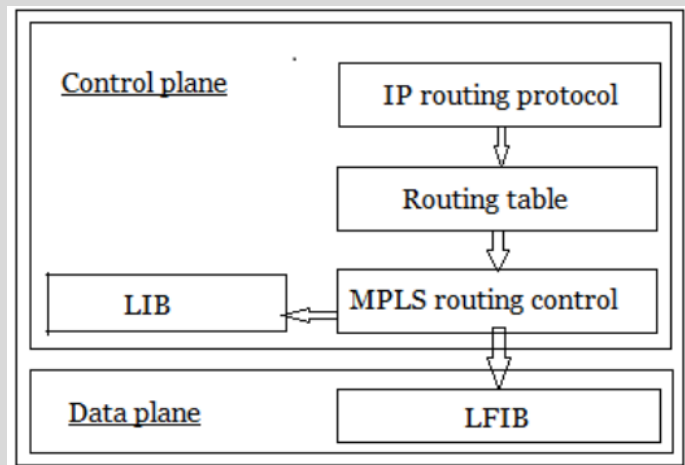 Control plane
IP routing protocol
Routing table
LIB
MPLS routing control
Data plane
LFIB